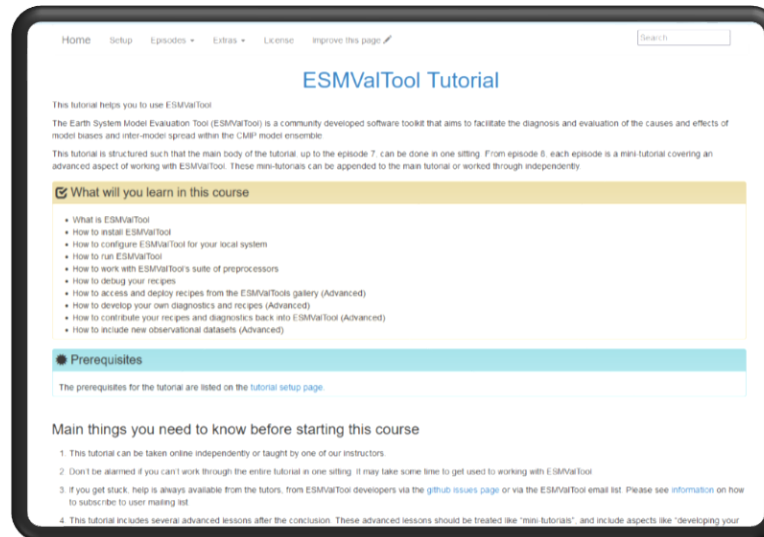 Home Setup Episodes Extras License Improve this page
Search
ESMValTool Tutorial
This tutorial helps you to use ESMValTool
The Earth System Model Evaluation Tool (ESMValTool) is a community developed software toolkit that aims to facilitate the diagnosis and evaluation of the causes and effects of
model biases and inter-model spread within the CMIP model ensemble
This tutorial is structured such that the main body of the tutorial, up to the episode 7, can be done in one sitting. From episode 8, each episode is a mini tutorial covering an
advanced aspect of working with ESMValTool. These mini-tutorials can be appended to the main tutorial or worked through independently.
What will you learn in this course
• What is ESMValTool
• How to install ESMValTool
• How to configure ESMValTool for your local system
• How to run ESMValTool
• How to work with ESMValTool's suite of preprocessors
• How to debug your recipes
• How to access and deploy recipes from the ESMValTools gallery (Advanced)
• How to develop your own diagnostics and recipes (Advanced)
• How to contribute your recipes and diagnostics back into ESMValTool (Advanced)
• How to include new observational datasets (Advanced)
Prerequisites
The prerequisites for the tutorial are listed on the tutorial setup page.
Main things you need to know before starting this course
1. This tutorial can be taken online independently or taught by one of our instructors.
2. Don't be alarmed if you can't work through the entire tutorial in one sitting. It may take some time to get used to working with ESMValTool
3. If you get stuck, help is always available from the tutors, from ESMValTool developers via the github issues page or via the ESMValTool email list. Please see information on how
to subscribe to user mailing list
4. This tutorial includes several advanced lessons after the conclusion. These advanced lessons should be treated like "mini-tutorials", and include aspects like "developing your